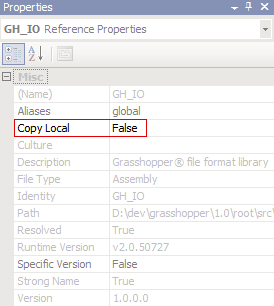 Properties
GH_IO Reference Properties
Misc
(Name) GH_IO
Aliases global
Copy Local False
Culture
Description Grasshopper® file format library
File Type Assembly
Identity GH_IO
Path D:\dev\grasshopper\1.0\root\src\
Resolved True
Runtime Version v2.0.50727
Specific Version False
Strong Name True
Version 1.0.0.0